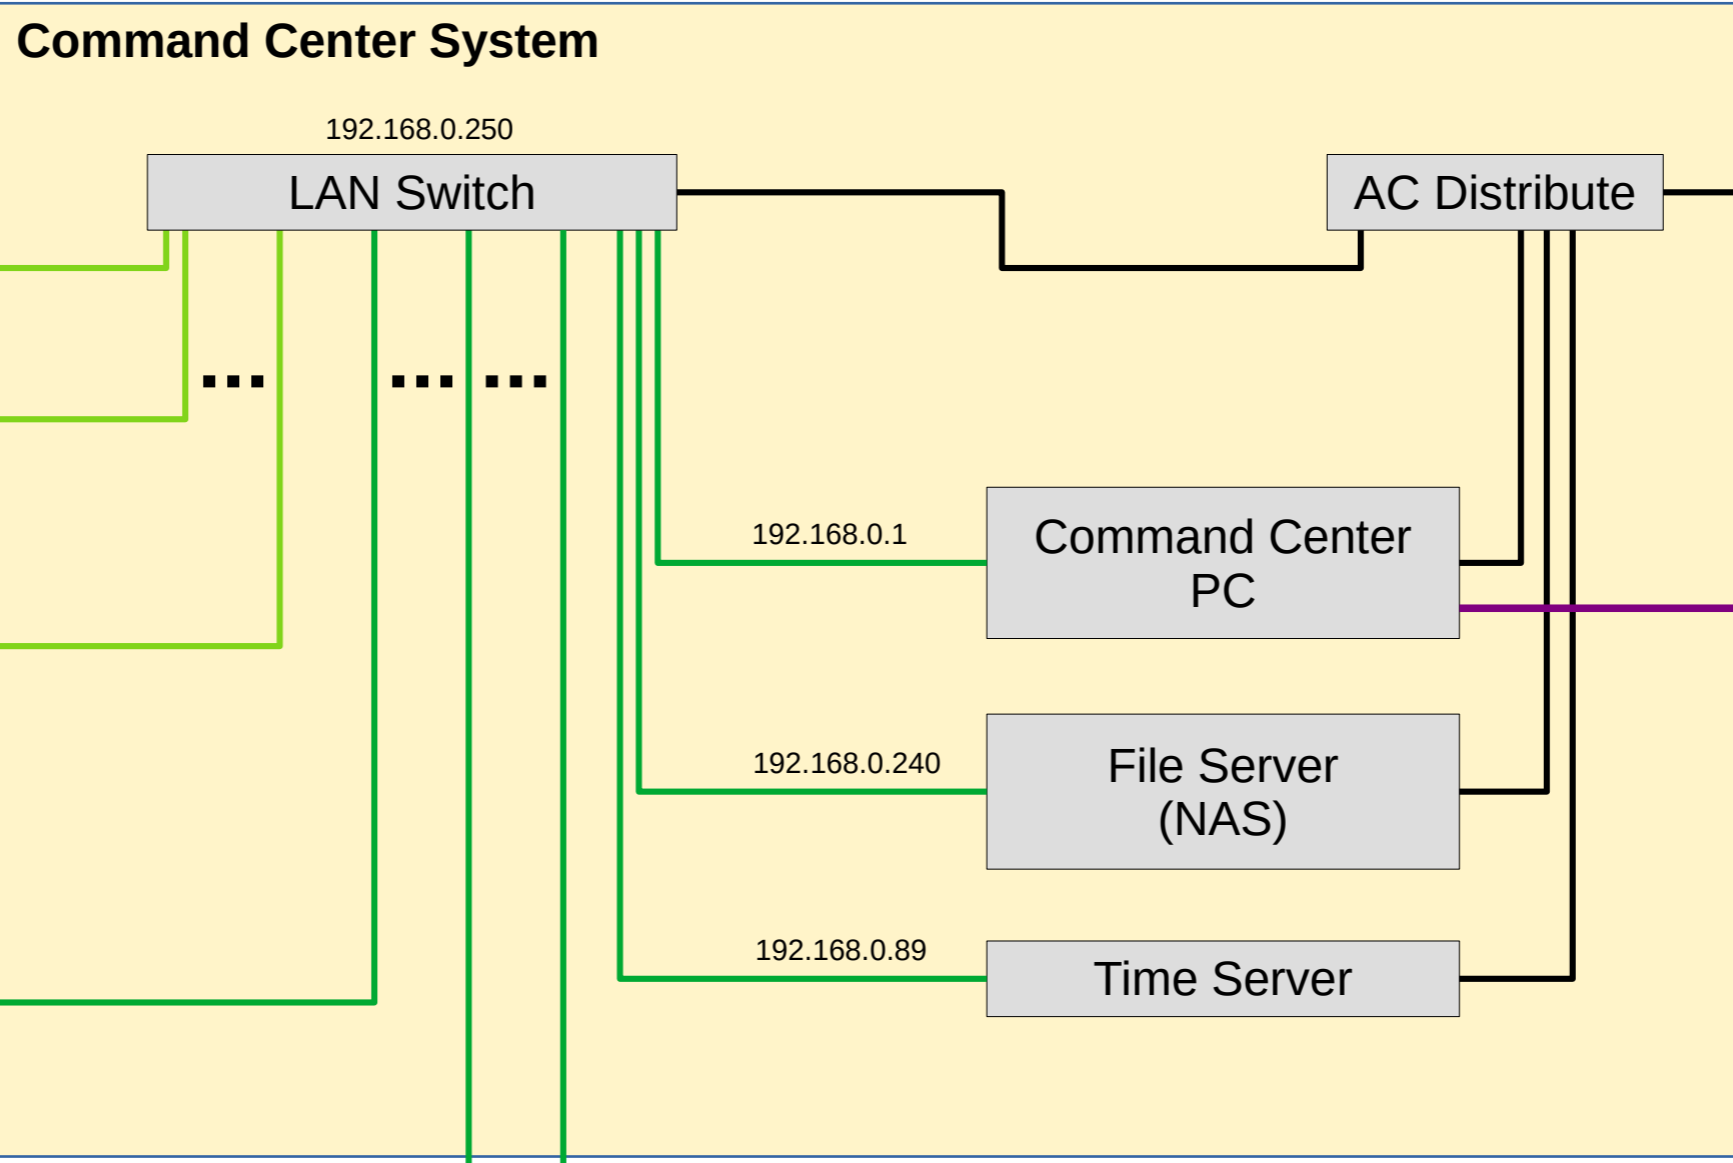 Command Center System
192.168.0.250
LAN Switch
AC Distribute
192.168.0.1
Command Center
PC
192.168.0.240
File Server
(NAS)
192.168.0.89
Time Server